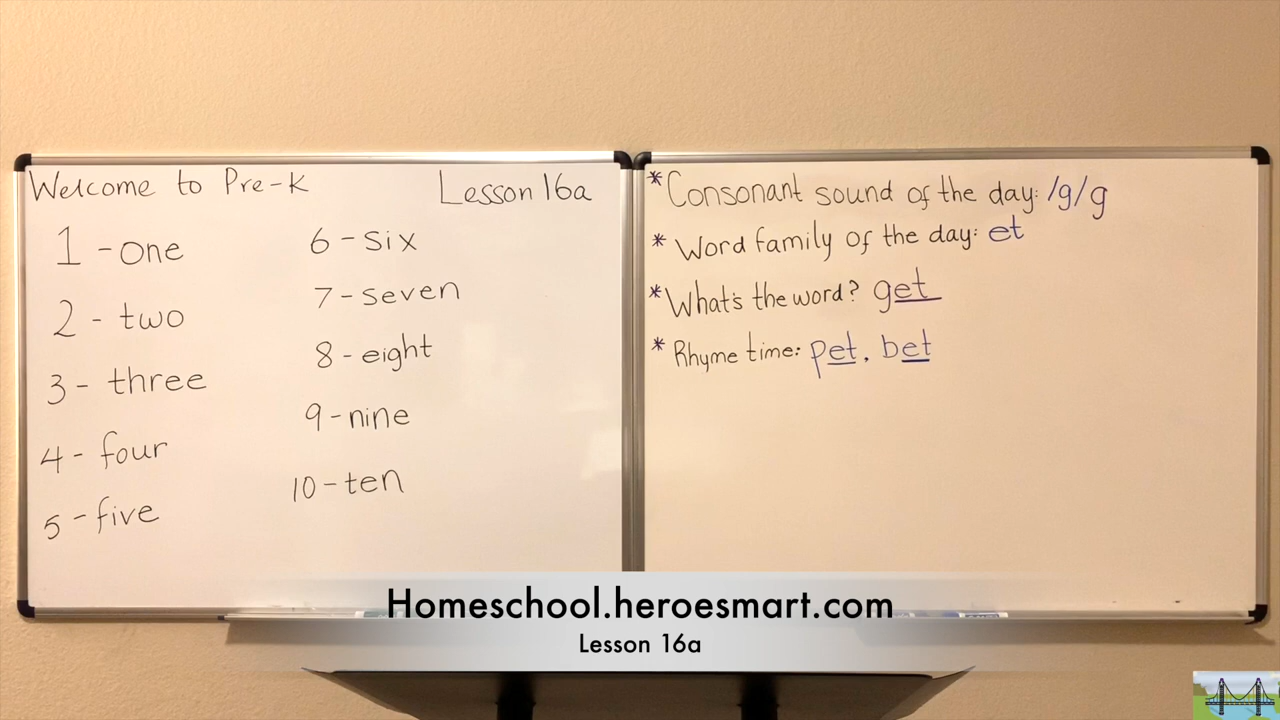 Welcome to Pre-K
Lesson 16a
1 - one
2 - two
3 - three
4 - four
5 - five
6 - six
7 - seven
8 - eight
9 - nine
10 - ten
* Consonant sound of the day: /g/g
* Word family of the day: et
* What's the word? get
* Rhyme time: pet, bet
Homeschool.heroesmart.com
Lesson 16a